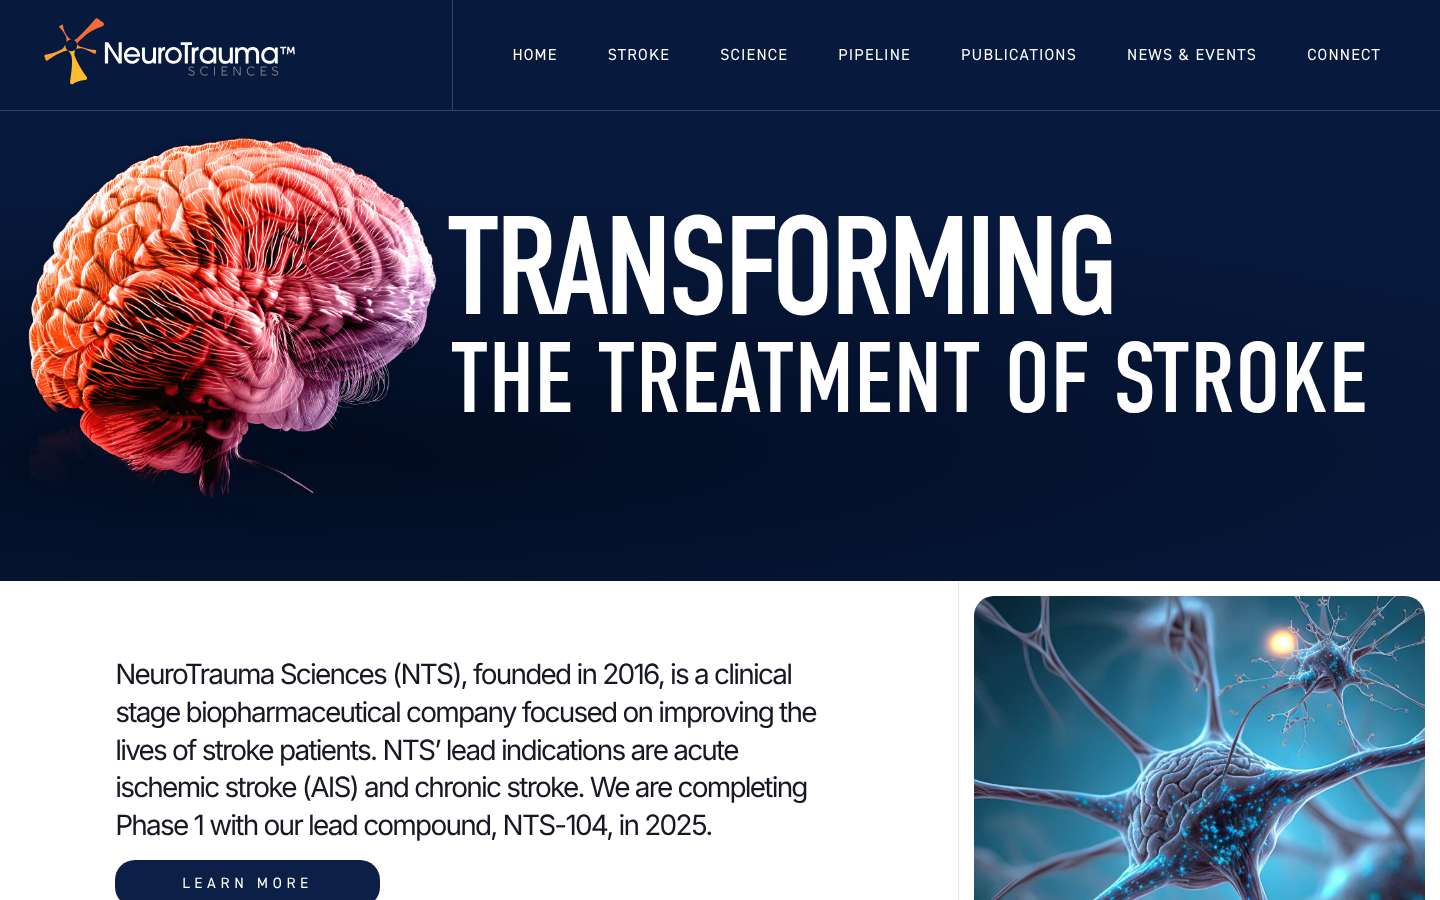 NeuroTrauma™
SCIENCES
HOME
STROKE
SCIENCE
PIPELINE
PUBLICATIONS
NEWS & EVENTS
CONNECT
TRANSFORMING
THE TREATMENT OF STROKE
NeuroTrauma Sciences (NTS), founded in 2016, is a clinical
stage biopharmaceutical company focused on improving the
lives of stroke patients. NTS’ lead indications are acute
ischemic stroke (AIS) and chronic stroke. We are completing
Phase 1 with our lead compound, NTS-104, in 2025.
LEARN MORE